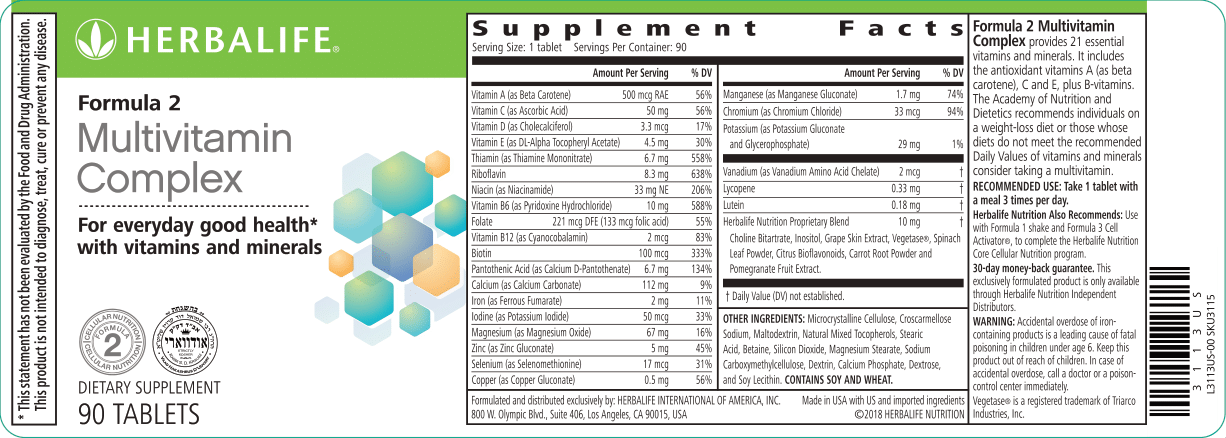 * This statement has not been evaluated by the Food and Drug Administration.
This product is not intended to diagnose, treat, cure or prevent any disease.
HERBALIFE®
Formula 2
Multivitamin
Complex
For everyday good health*
with vitamins and minerals
CELLULAR NUTRITION
FORMULA
2
CELLULAR NUTRITION
DIETARY SUPPLEMENT
90 TABLETS
Supplement Facts
Serving Size: 1 tablet Servings Per Container: 90
Amount Per Serving % DV
Vitamin A (as Beta Carotene) 500 mcg RAE 56%
Vitamin C (as Ascorbic Acid) 50 mg 56%
Vitamin D (as Cholecalciferol) 3.3 mcg 17%
Vitamin E (as DL-Alpha Tocopheryl Acetate) 4.5 mg 30%
Thiamin (as Thiamine Mononitrate) 6.7 mg 558%
Riboflavin 8.3 mg 638%
Niacin (as Niacinamide) 33 mg NE 206%
Vitamin B6 (as Pyridoxine Hydrochloride) 10 mg 588%
Folate 221 mcg DFE (133 mcg folic acid) 55%
Vitamin B12 (as Cyanocobalamin) 2 mcg 83%
Biotin 100 mcg 333%
Pantothenic Acid (as Calcium D-Pantothenate) 6.7 mg 134%
Calcium (as Calcium Carbonate) 112 mg 9%
Iron (as Ferrous Fumarate) 2 mg 11%
Iodine (as Potassium Iodide) 50 mcg 33%
Magnesium (as Magnesium Oxide) 67 mg 16%
Zinc (as Zinc Gluconate) 5 mg 45%
Selenium (as Selenomethionine) 17 mcg 31%
Copper (as Copper Gluconate) 0.5 mg 56%
Amount Per Serving % DV
Manganese (as Manganese Gluconate) 1.7 mg 74%
Chromium (as Chromium Chloride) 33 mcg 94%
Potassium (as Potassium Gluconate
and Glycerophosphate) 29 mg 1%
Vanadium (as Vanadium Amino Acid Chelate) 2 mcg †
Lycopene 0.33 mg †
Lutein 0.18 mg †
Herbalife Nutrition Proprietary Blend 10 mg †
Choline Bitartrate, Inositol, Grape Skin Extract, Vegetase®, Spinach
Leaf Powder, Citrus Bioflavonoids, Carrot Root Powder and
Pomegranate Fruit Extract.
† Daily Value (DV) not established.
OTHER INGREDIENTS: Microcrystalline Cellulose, Croscarmellose
Sodium, Maltodextrin, Natural Mixed Tocopherols, Stearic
Acid, Betaine, Silicon Dioxide, Magnesium Stearate, Sodium
Carboxymethylcellulose, Dextrin, Calcium Phosphate, Dextrose,
and Soy Lecithin. CONTAINS SOY AND WHEAT.
Formulated and distributed exclusively by: HERBALIFE INTERNATIONAL OF AMERICA, INC.
800 W. Olympic Blvd., Suite 406, Los Angeles, CA 90015, USA
Made in USA with US and imported ingredients
©2018 HERBALIFE NUTRITION
Formula 2 Multivitamin
Complex provides 21 essential
vitamins and minerals. It includes
the antioxidant vitamins A (as beta
carotene), C and E, plus B-vitamins.
The Academy of Nutrition and
Dietetics recommends individuals on
a weight-loss diet or those whose
diets do not meet the recommended
Daily Values of vitamins and minerals
consider taking a multivitamin.
RECOMMENDED USE: Take 1 tablet with
a meal 3 times per day.
Herbalife Nutrition Also Recommends: Use
with Formula 1 shake and Formula 3 Cell
Activator®, to complete the Herbalife Nutrition
Core Cellular Nutrition program.
30-day money-back guarantee. This
exclusively formulated product is only available
through Herbalife Nutrition Independent
Distributors.
WARNING: Accidental overdose of iron-
containing products is a leading cause of fatal
poisoning in children under age 6. Keep this
product out of reach of children. In case of
accidental overdose, call a doctor or a poison-
control center immediately.
Vegetase® is a registered trademark of Triarco
Industries, Inc.
3113US
L3113US-00 SKU3115